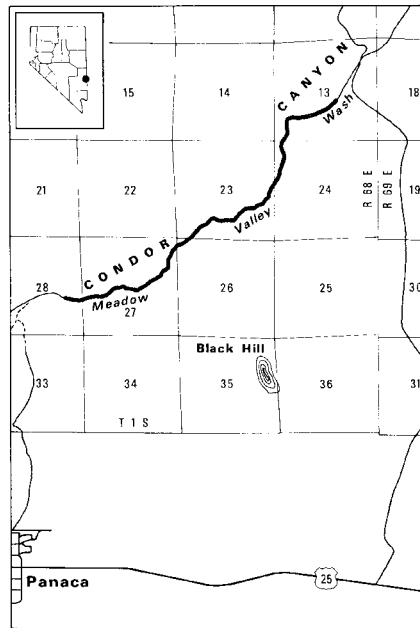 CONDOR CANYON
Meadow Valley Wash
15 14 13 18
21 22 23 24 19
R 68 E
R 69 E
28 27 26 25 30
Black Hill
33 34 35 36 31
T 1 S
Panaca
25